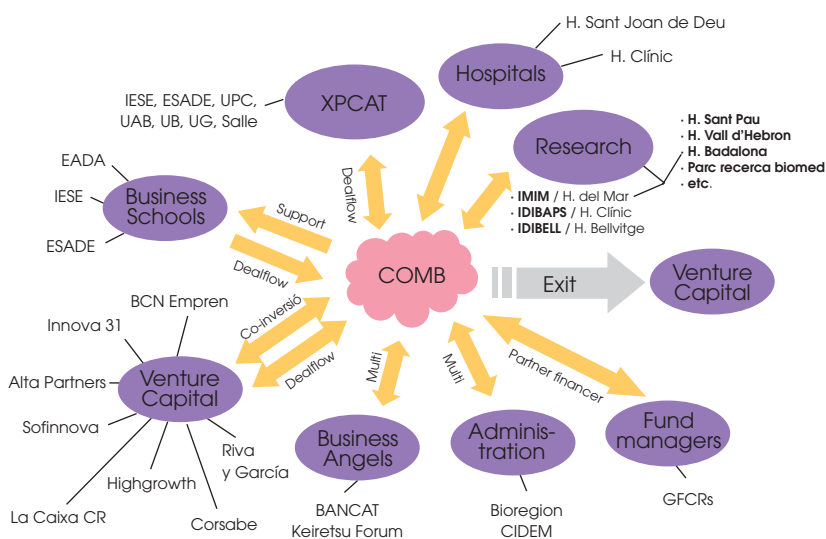 H. Sant Joan de Deu
H. Clínic
Hospitals
XPCAT
IESE, ESADE, UPC,
UAB, UB, UG, Salle
Research
· H. Sant Pau
· H. Vall d'Hebron
· H. Badalona
· Parc recerca biomed
· etc.
· IMIM / H. del Mar
· IDIBAPS / H. Clínic
· IDIBELL / H. Bellvitge
EADA
IESE
ESADE
Business
Schools
Dealflow
Support
Dealflow
COMB
Exit
Venture
Capital
Co-inversió
Dealflow
BCN Empren
Innova 31
Alta Partners
Sofinnova
La Caixa CR
Highgrowth
Corsabe
Riva
y García
Venture
Capital
Multi
Multi
Partner financer
Business
Angels
BANCAT
Keiretsu Forum
Adminis-
tration
Bioregion
CIDEM
Fund
managers
GFCRs